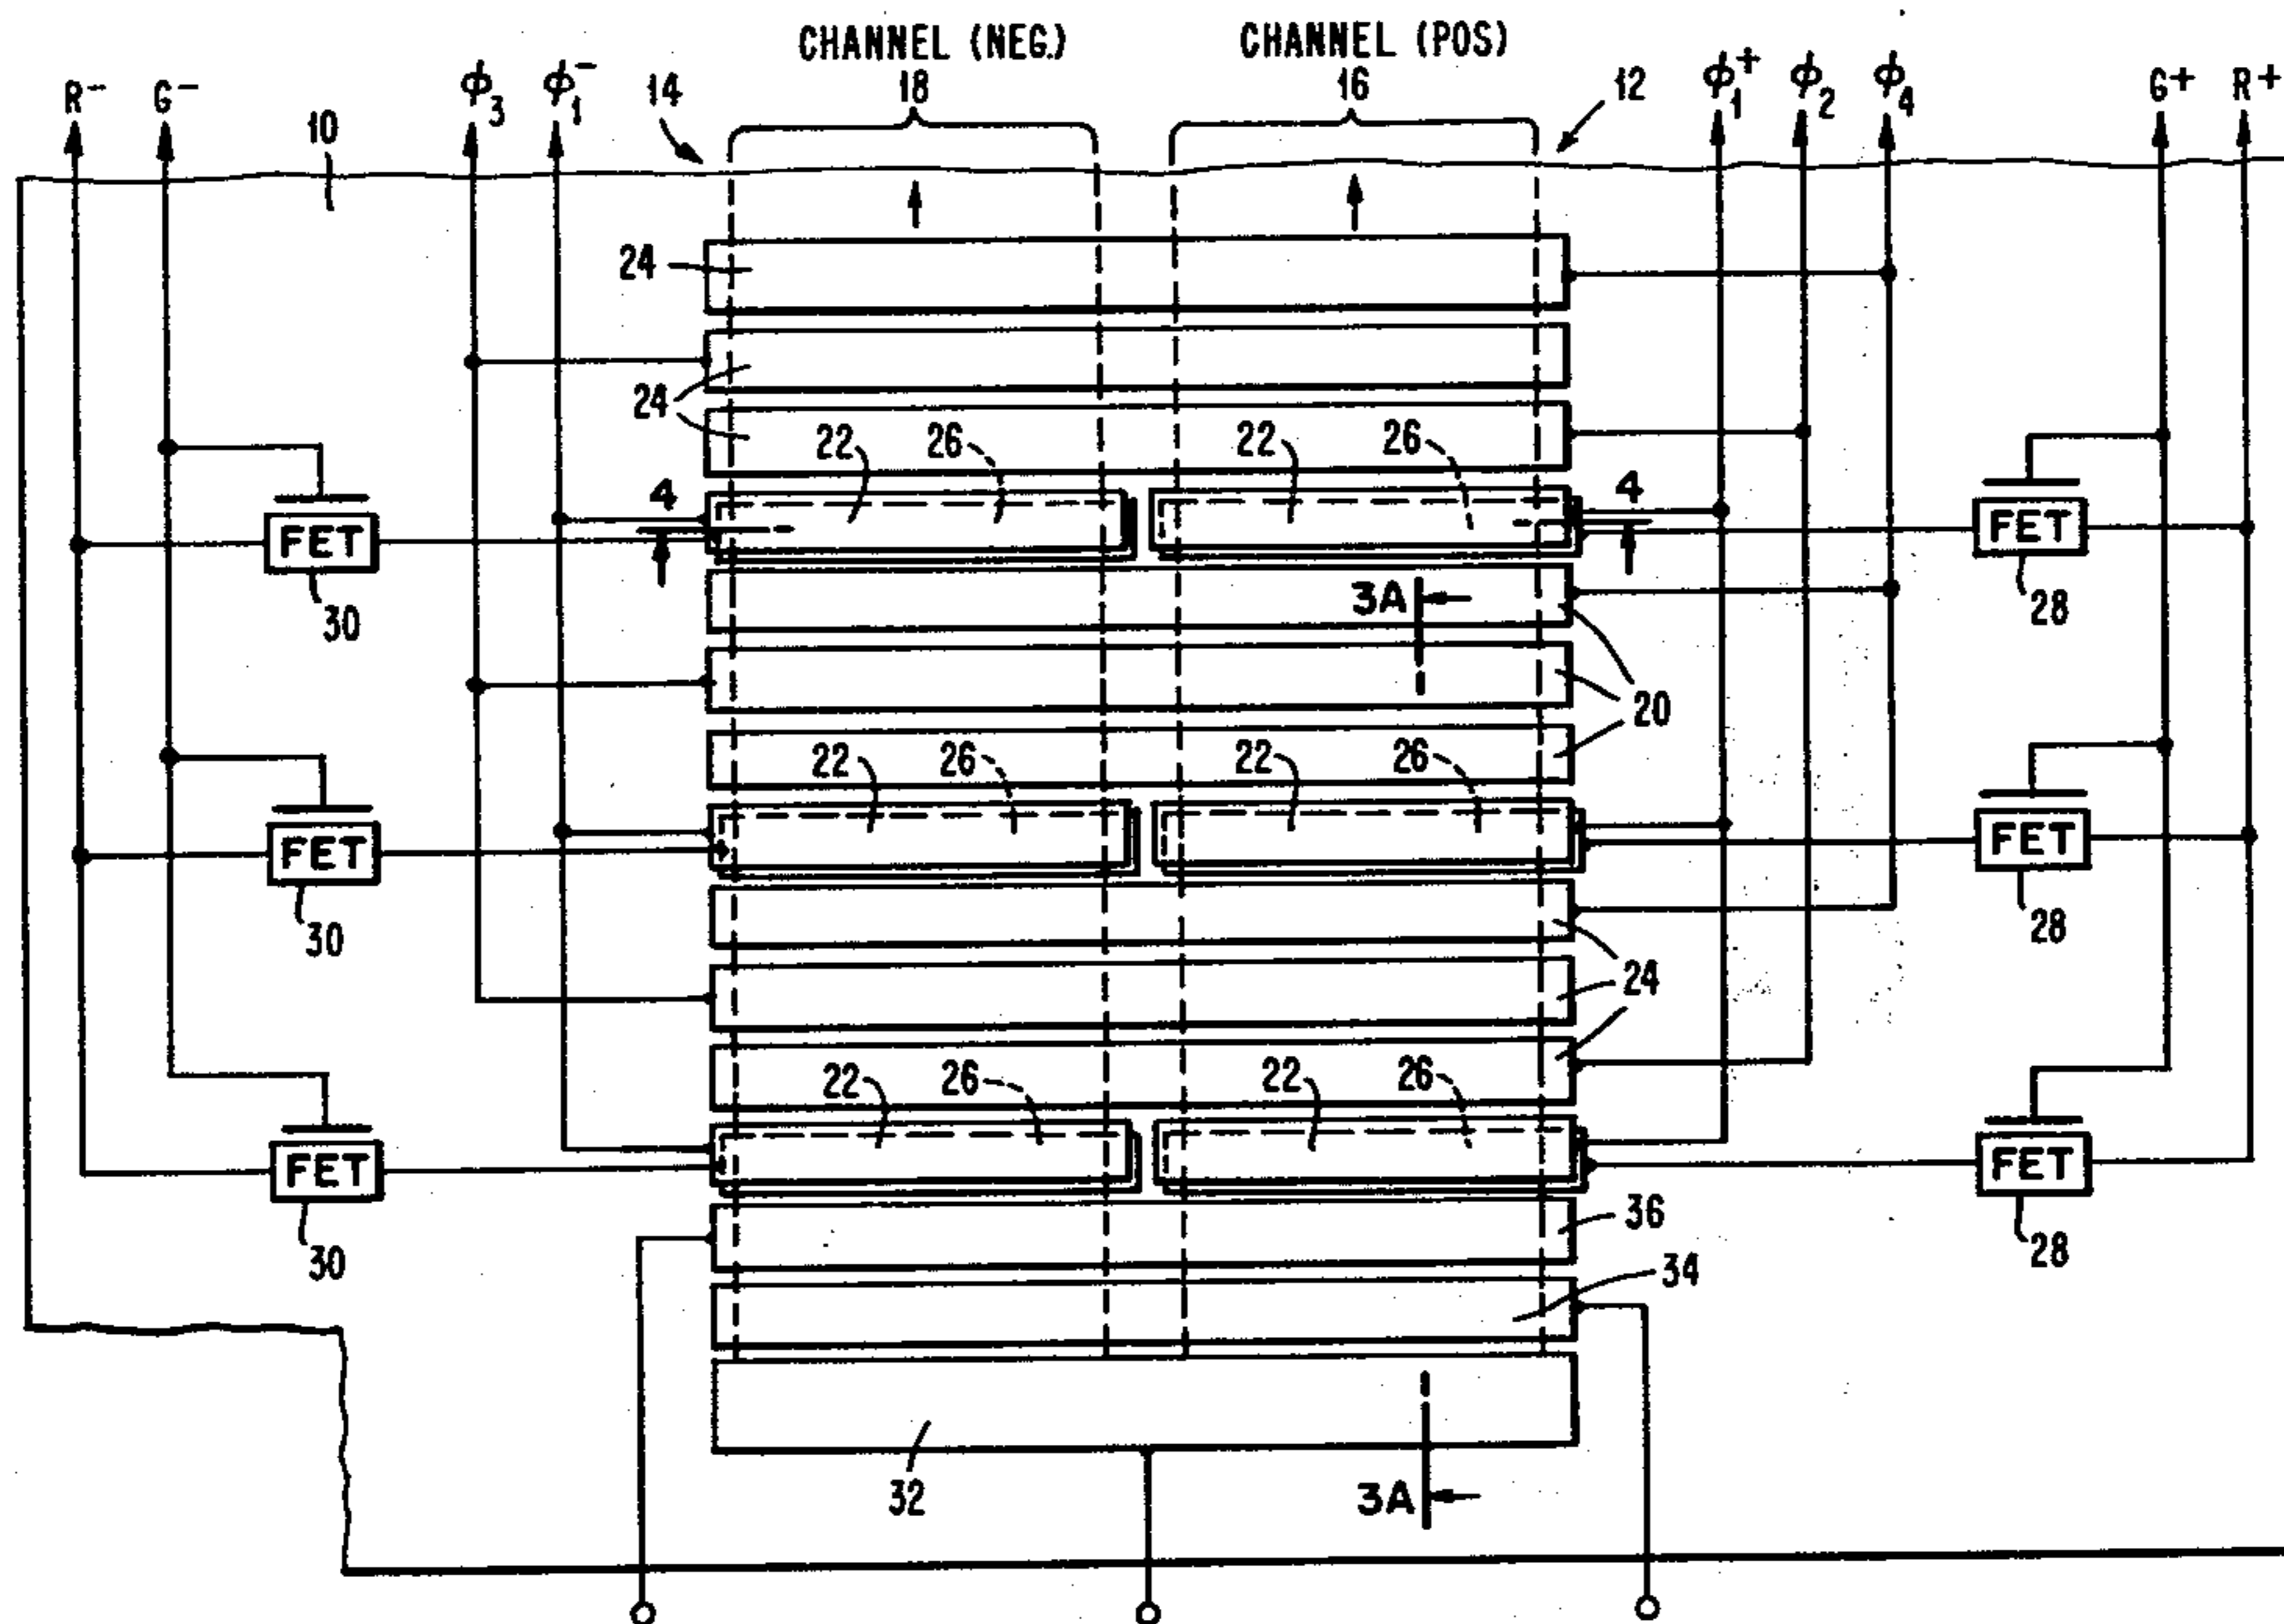 CHANNEL (NEG.) CHANNEL (POS)
R⁻ G⁻ ϕ₃ ϕ₁⁻ 14 18 16 12 ϕ₁⁺ ϕ₂ ϕ₄ G⁺ R⁺
10
24
24
22 26 22 26
4 4
FET FET
30 28
3A
20
22 26 22 26
FET FET
30 28
24
22 26 22 26
FET FET
30 28
36
34
32
3A